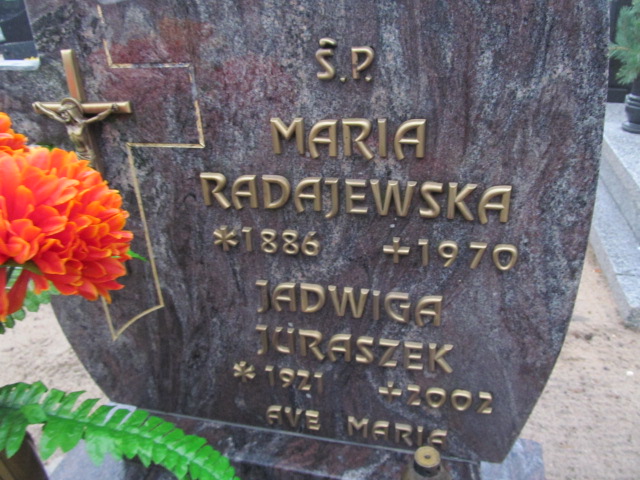 Ś.P.
MARIA
RADAJEWSKA
*1886 +1970
JADWIGA
JURASZEK
*1921 +2002
AVE MARIA